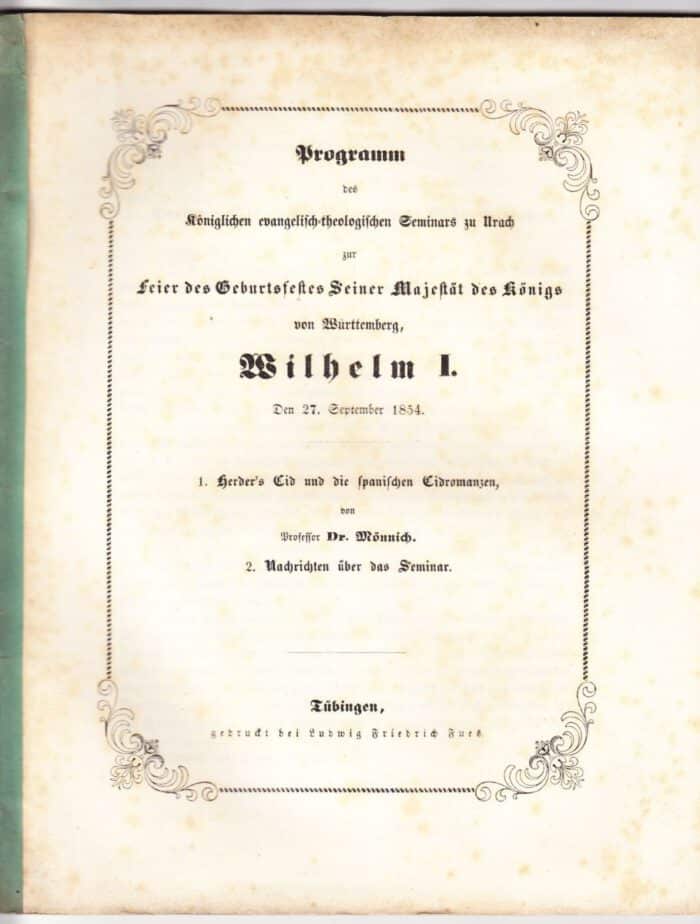 Programm
des
Königlichen evangelisch-theologischen Seminars zu Urach
zur
Feier des Geburtsfestes Seiner Majestät des Königs
von Württemberg,
Wilhelm I.
Den 27. September 1854.
1. Herder's Cid und die spanischen Cidromanzen,
von
Professor Dr. Mönnich.
2. Nachrichten über das Seminar.
Tübingen,
gedruckt bei Ludwig Friedrich Fues